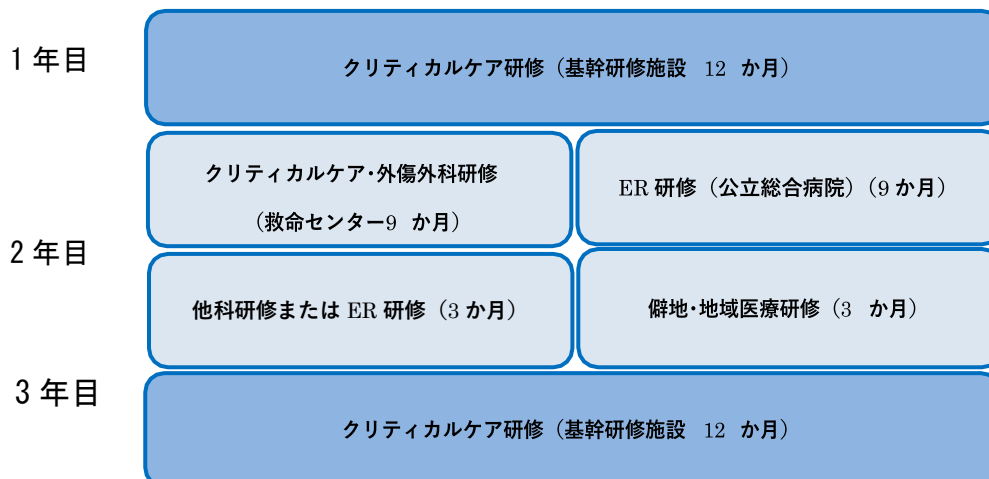 1年目
クリティカルケア研修（基幹研修施設 12 か月）
2年目
クリティカルケア･外傷外科研修
（救命センター9 か月）
ER 研修（公立総合病院）（9 か月）
他科研修または ER 研修（3 か月）
僻地･地域医療研修（3 か月）
3年目
クリティカルケア研修（基幹研修施設 12 か月）